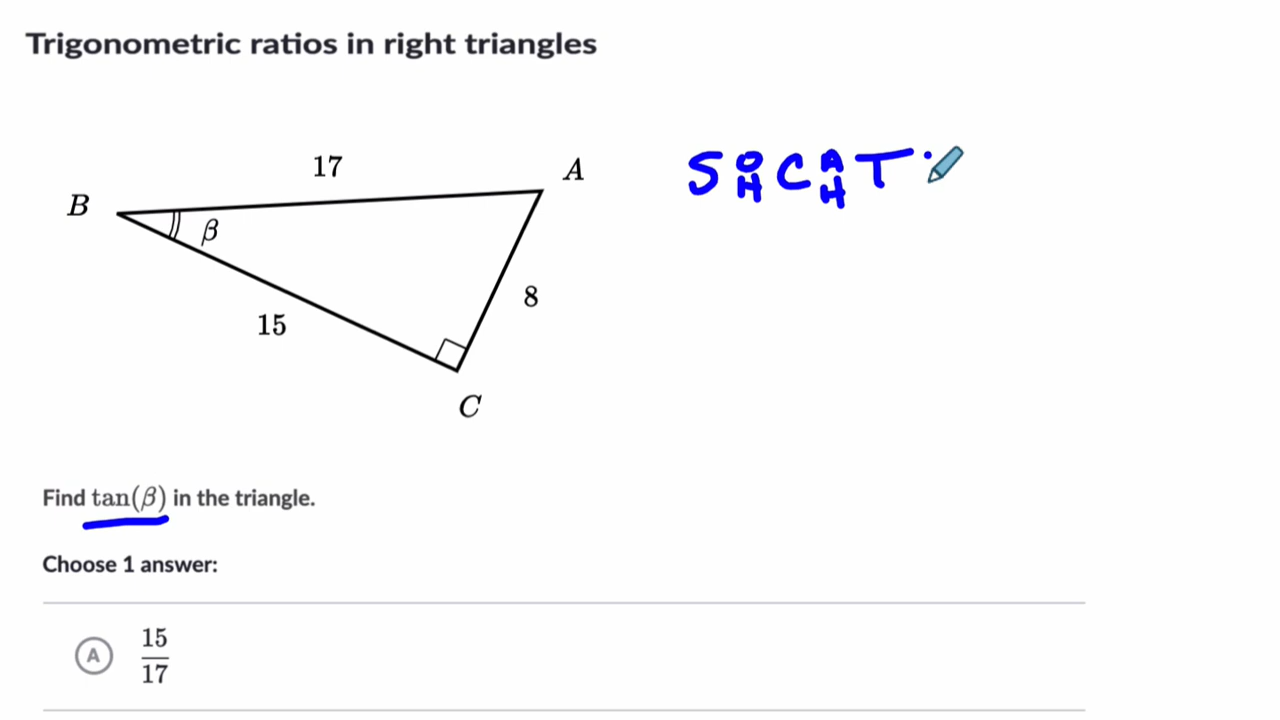 Trigonometric ratios in right triangles
17
A
S O/H C A/H T
B
β
8
15
C
Find tan(β) in the triangle.
Choose 1 answer:
A 15/17